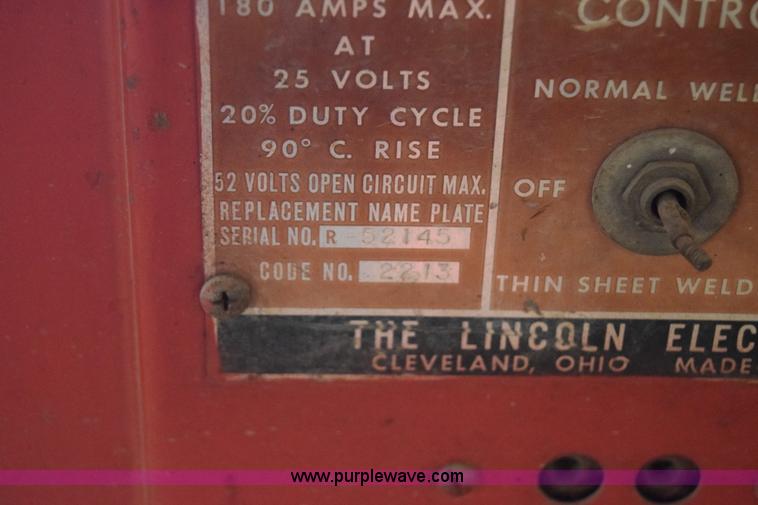 180 AMPS MAX.
AT
25 VOLTS
20% DUTY CYCLE
90° C. RISE
52 VOLTS OPEN CIRCUIT MAX.
REPLACEMENT NAME PLATE
SERIAL NO. R-52145
CODE NO. 2213
CONTRO
NORMAL WELD
OFF
THIN SHEET WELD
THE LINCOLN ELEC
CLEVELAND, OHIO MADE
www.purplewave.com